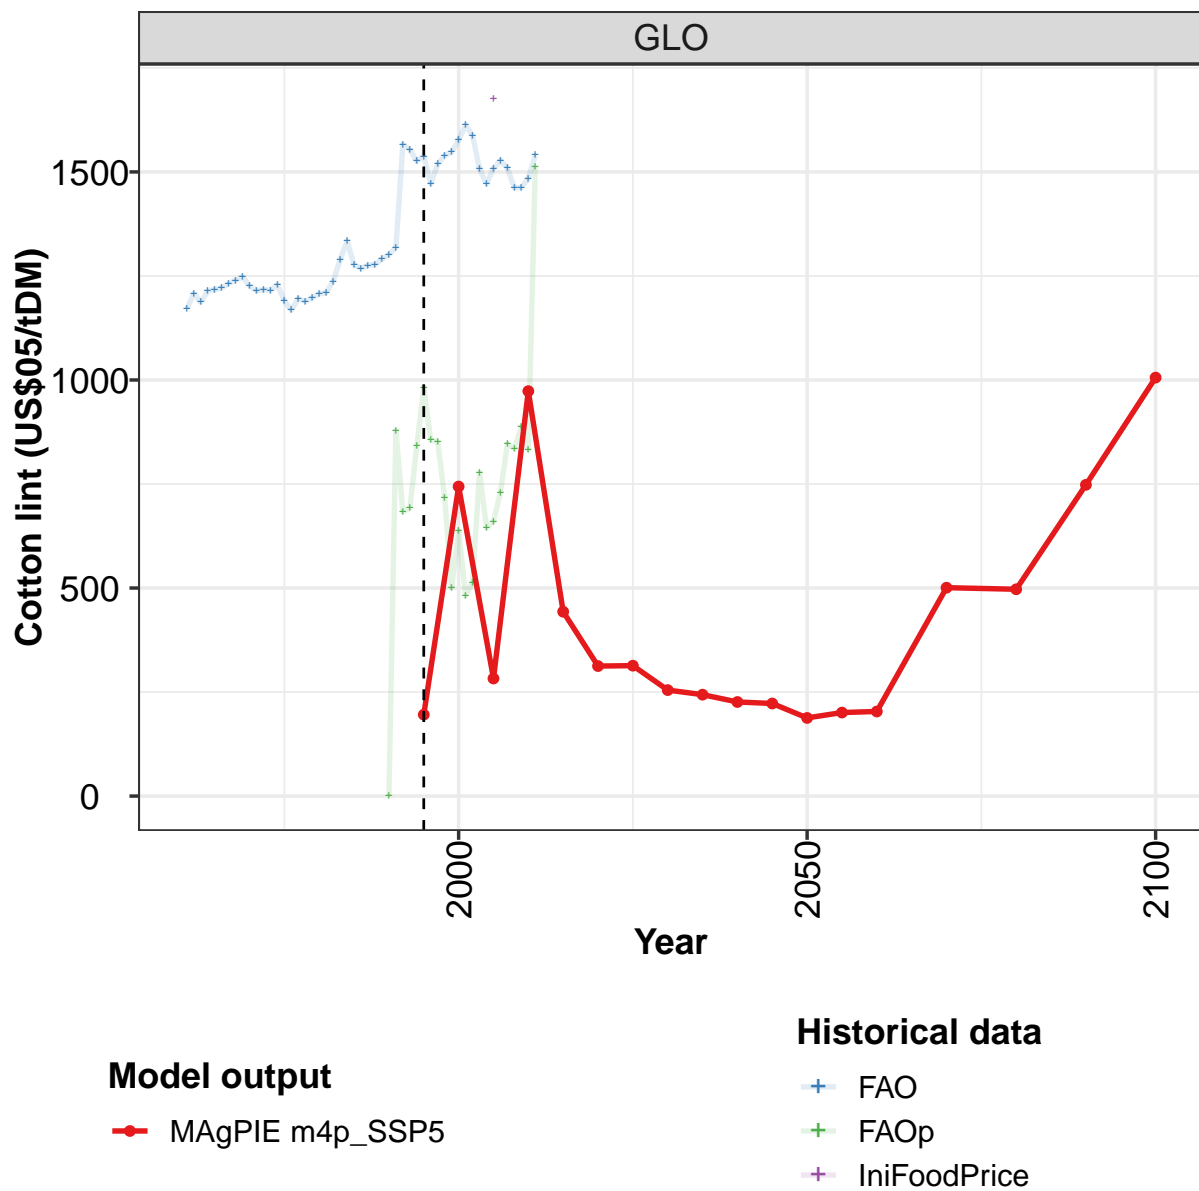 GLO
Cotton lint (US$05/tDM)
1500
1000
500
0
2000
2050
2100
Year
Model output
MAgPIE m4p_SSP5
Historical data
FAO
FAOp
IniFoodPrice